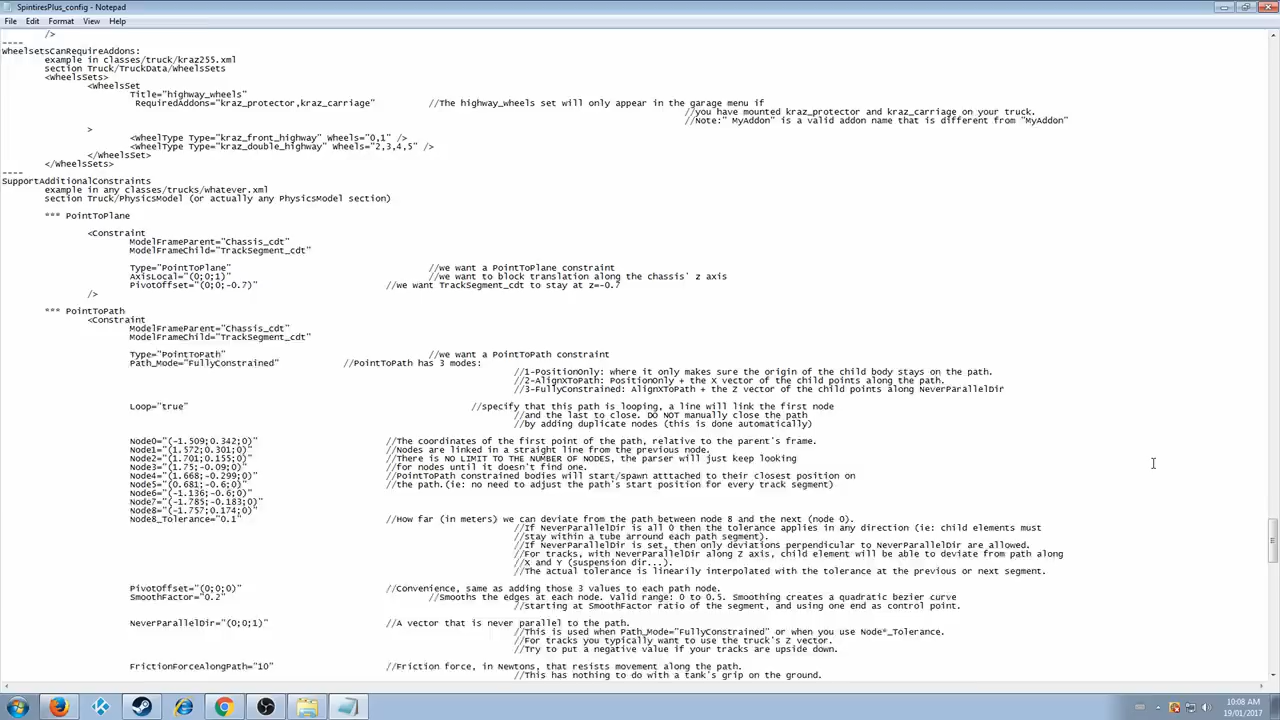 SpintiresPlus_config - Notepad
File Edit Format View Help
/>
----
WheelsetsCanRequireAddons:
example in classes/truck/kraz255.xml
section Truck/TruckData/WheelsSets
<WheelsSets>
<WheelsSet
Title="highway_wheels"
RequiredAddons="kraz_protector,kraz_carriage" //The highway_wheels set will only appear in the garage menu if
//you have mounted kraz_protector and kraz_carriage on your truck.
//Note:" MyAddon" is a valid addon name that is different from "MyAddon"
>
<WheelType Type="kraz_front_highway" Wheels="0,1" />
<WheelType Type="kraz_double_highway" Wheels="2,3,4,5" />
</WheelsSet>
</WheelsSets>
----
SupportAdditionalConstraints
example in any classes/trucks/whatever.xml
section Truck/PhysicsModel (or actually any PhysicsModel section)
*** PointToPlane
<Constraint
ModelFrameParent="Chassis_cdt"
ModelFrameChild="TrackSegment_cdt"
Type="PointToPlane" //we want a PointToPlane constraint
AxisLocal="(0;0;1)" //we want to block translation along the chassis' z axis
PivotOffset="(0;0;-0.7)" //we want TrackSegment_cdt to stay at z=-0.7
/>
*** PointToPath
<Constraint
ModelFrameParent="Chassis_cdt"
ModelFrameChild="TrackSegment_cdt"
Type="PointToPath" //we want a PointToPath constraint
Path_Mode="FullyConstrained" //PointToPath has 3 modes:
//1-PositionOnly: where it only makes sure the origin of the child body stays on the path.
//2-AlignXToPath: PositionOnly + the X vector of the child points along the path.
//3-FullyConstrained: AlignXToPath + the Z vector of the child points along NeverParallelDir
Loop="true" //specify that this path is looping, a line will link the first node
//and the last to close. DO NOT manually close the path
//by adding duplicate nodes (this is done automatically)
Node0="(-1.509;0.342;0)" //The coordinates of the first point of the path, relative to the parent's frame.
Node1="(1.572;0.301;0)" //Nodes are linked in a straight line from the previous node.
Node2="(1.701;0.155;0)" //There is NO LIMIT TO THE NUMBER OF NODES, the parser will just keep looking
Node3="(1.75;-0.09;0)" //for nodes until it doesn't find one.
Node4="(1.668;-0.299;0)" //PointToPath constrained bodies will start/spawn atttached to their closest position on
Node5="(0.681;-0.6;0)" //the path.(ie: no need to adjust the path's start position for every track segment)
Node6="(-1.136;-0.6;0)"
Node7="(-1.785;-0.183;0)"
Node8="(-1.757;0.174;0)"
Node8_Tolerance="0.1" //How far (in meters) we can deviate from the path between node 8 and the next (node 0).
//If NeverParallelDir is all 0 then the tolerance applies in any direction (ie: child elements must
//stay within a tube arround each path segment).
//If NeverParallelDir is set, then only deviations perpendicular to NeverParallelDir are allowed.
//For tracks, with NeverParallelDir along Z axis, child element will be able to deviate from path along
//X and Y (suspension dir...).
//The actual tolerance is linearily interpolated with the tolerance at the previous or next segment.
PivotOffset="(0;0;0)" //Convenience, same as adding those 3 values to each path node.
SmoothFactor="0.2" //Smooths the edges at each node. Valid range: 0 to 0.5. Smoothing creates a quadratic bezier curve
//starting at SmoothFactor ratio of the segment, and using one end as control point.
NeverParallelDir="(0;0;1)" //A vector that is never parallel to the path.
//This is used when Path_Mode="FullyConstrained" or when you use Node*_Tolerance.
//For tracks you typically want to use the truck's Z vector.
//Try to put a negative value if your tracks are upside down.
FrictionForceAlongPath="10" //Friction force, in Newtons, that resists movement along the path.
//This has nothing to do with a tank's grip on the ground.
10:08 AM
19/01/2017